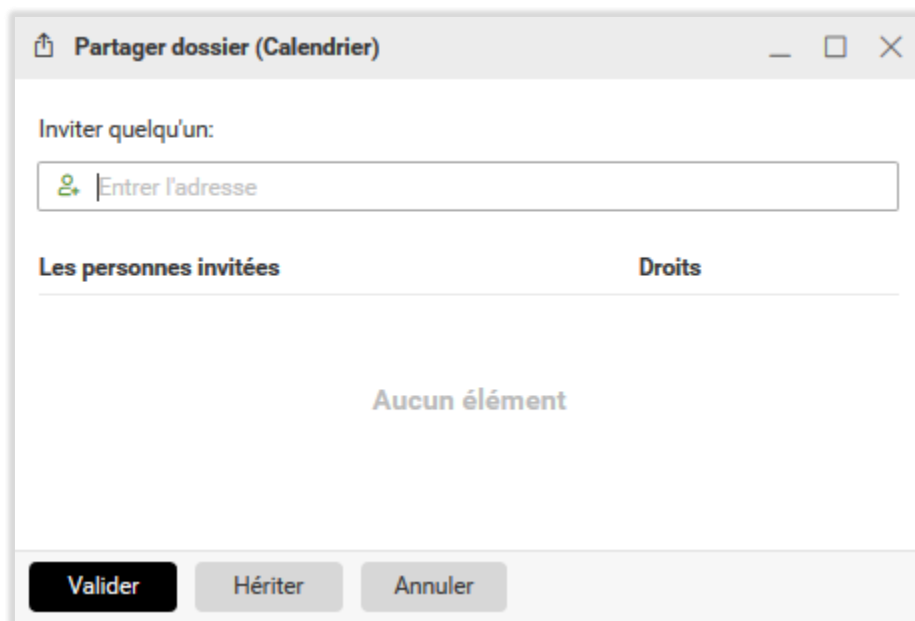 Partager dossier (Calendrier)
Inviter quelqu'un:
Entrer l'adresse
Les personnes invitées Droits
Aucun élément
Valider Hériter Annuler